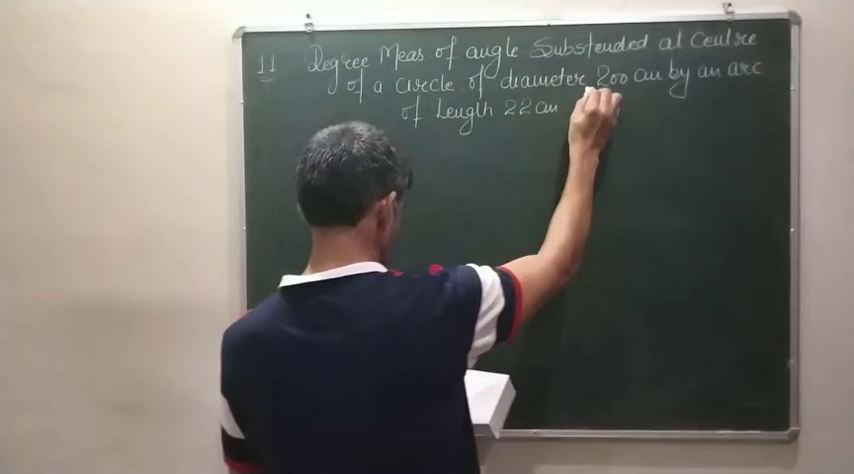 11 Degree Meas. of angle Substended at Centre
of a circle of diameter 200 cm by an arc
of Length 22 cm